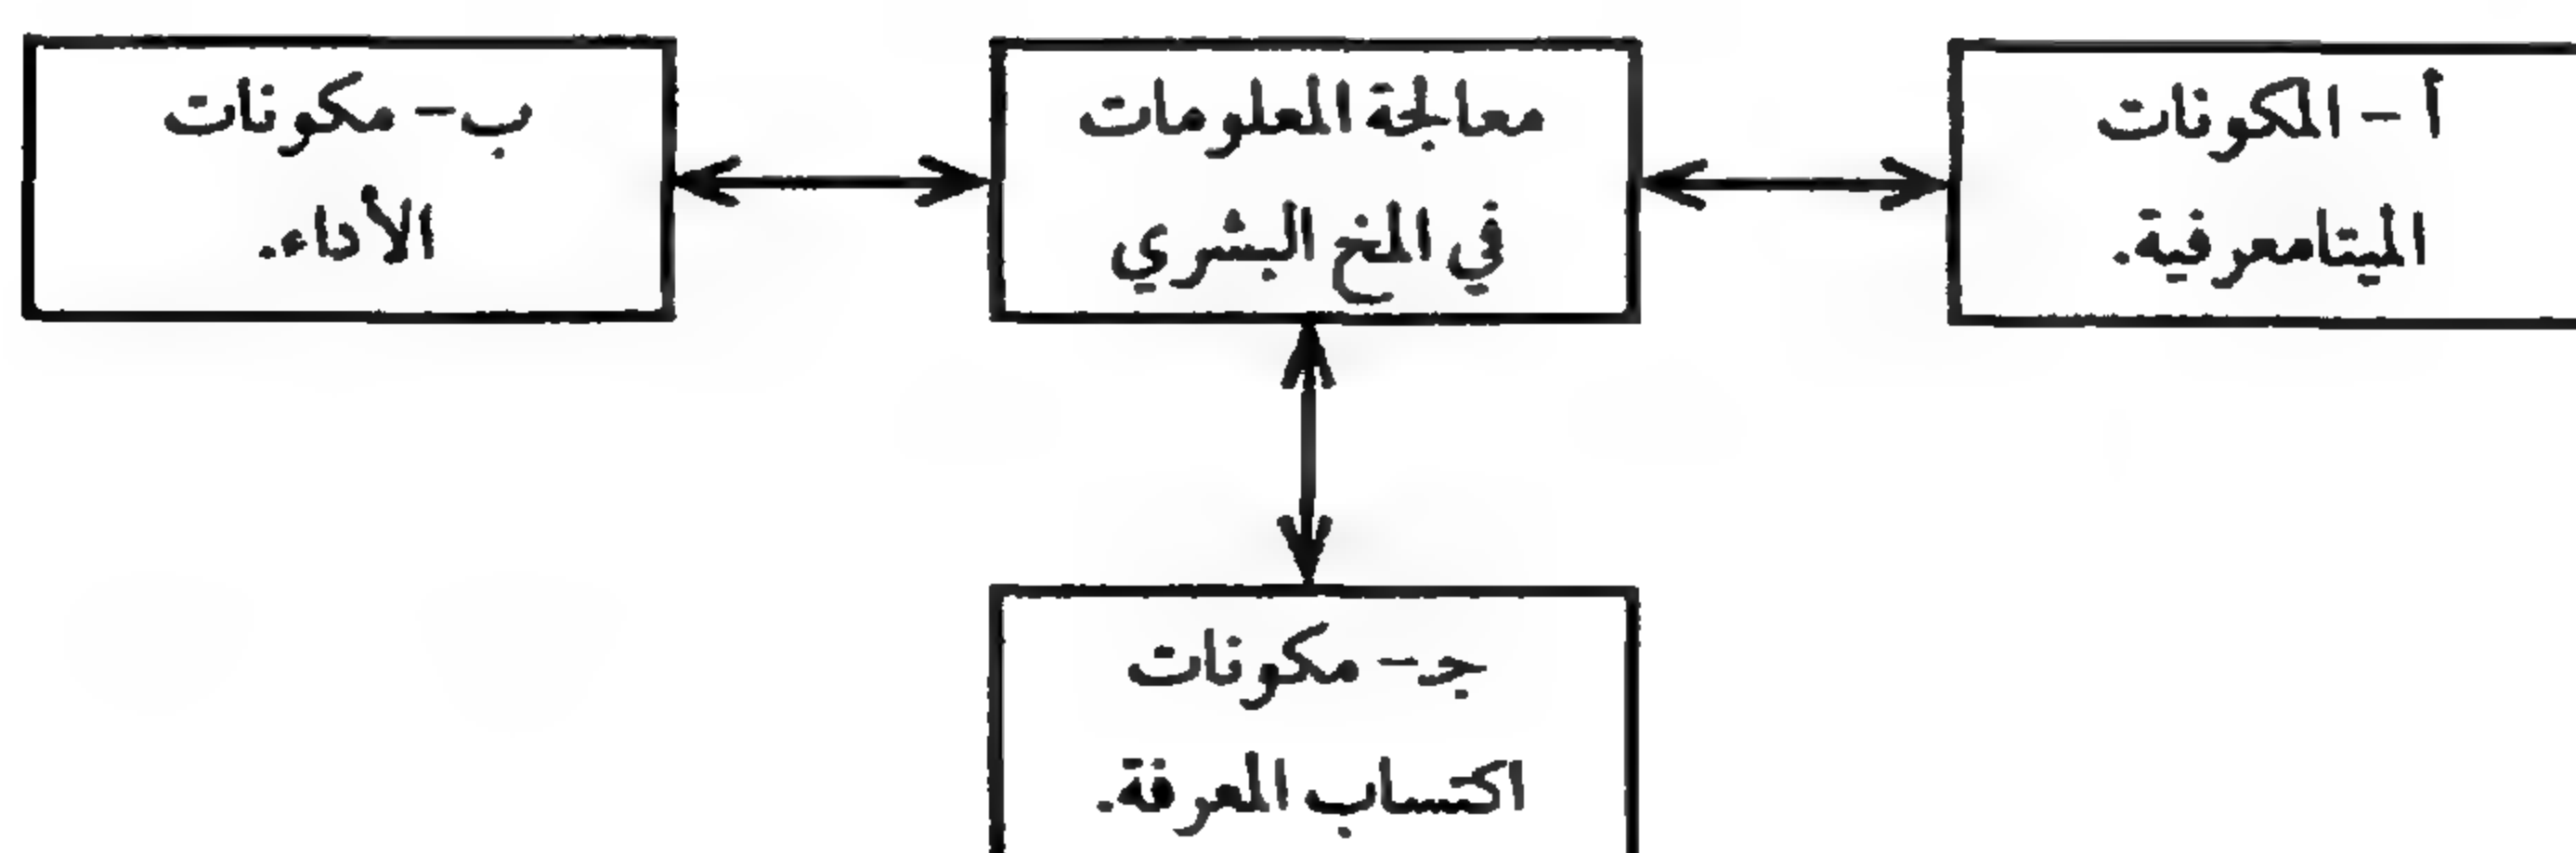 أ - المكونات
الميتامعرفية.
معالجة المعلومات
في المخ البشري
ب- مكونات
الأداء.
جـ- مكونات
اكتساب المعرفة.